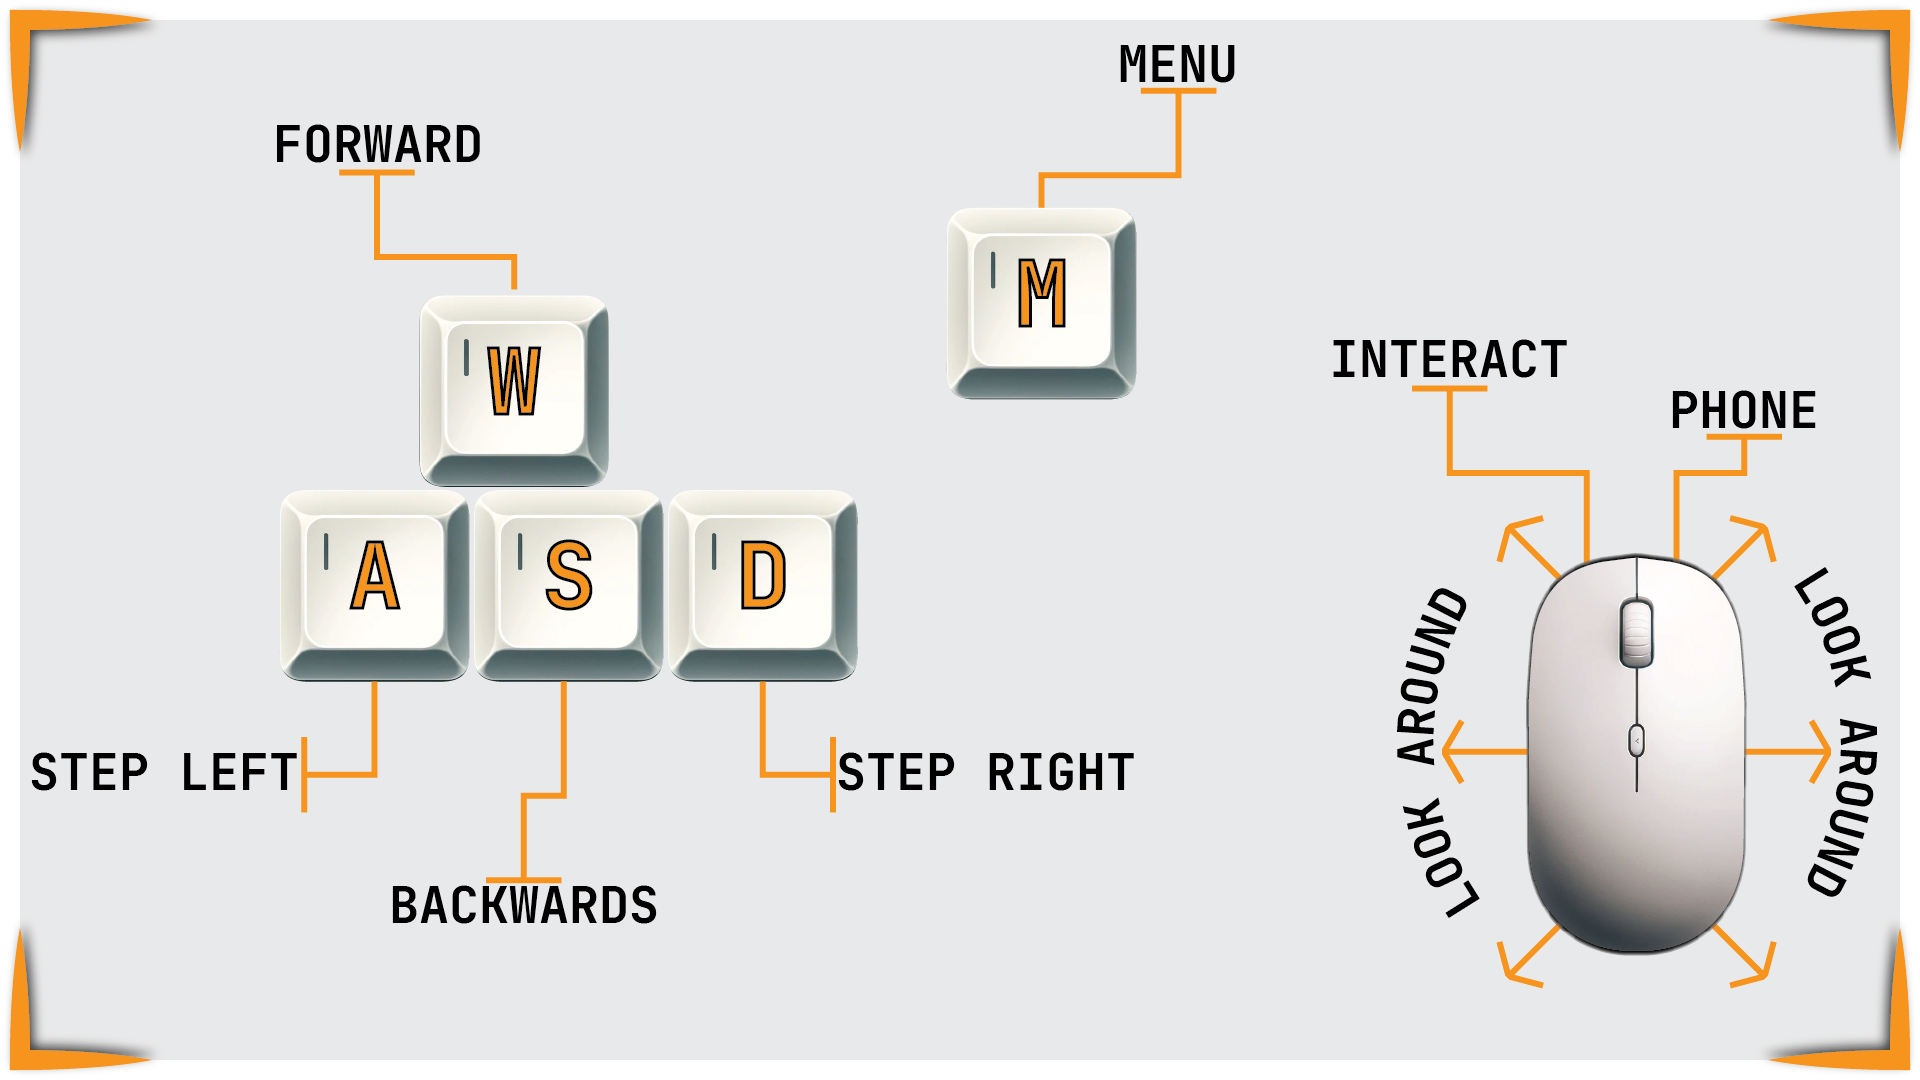 MENU
FORWARD
M
W
INTERACT
PHONE
A S D
LOOK AROUND
LOOK AROUND
STEP LEFT
STEP RIGHT
BACKWARDS